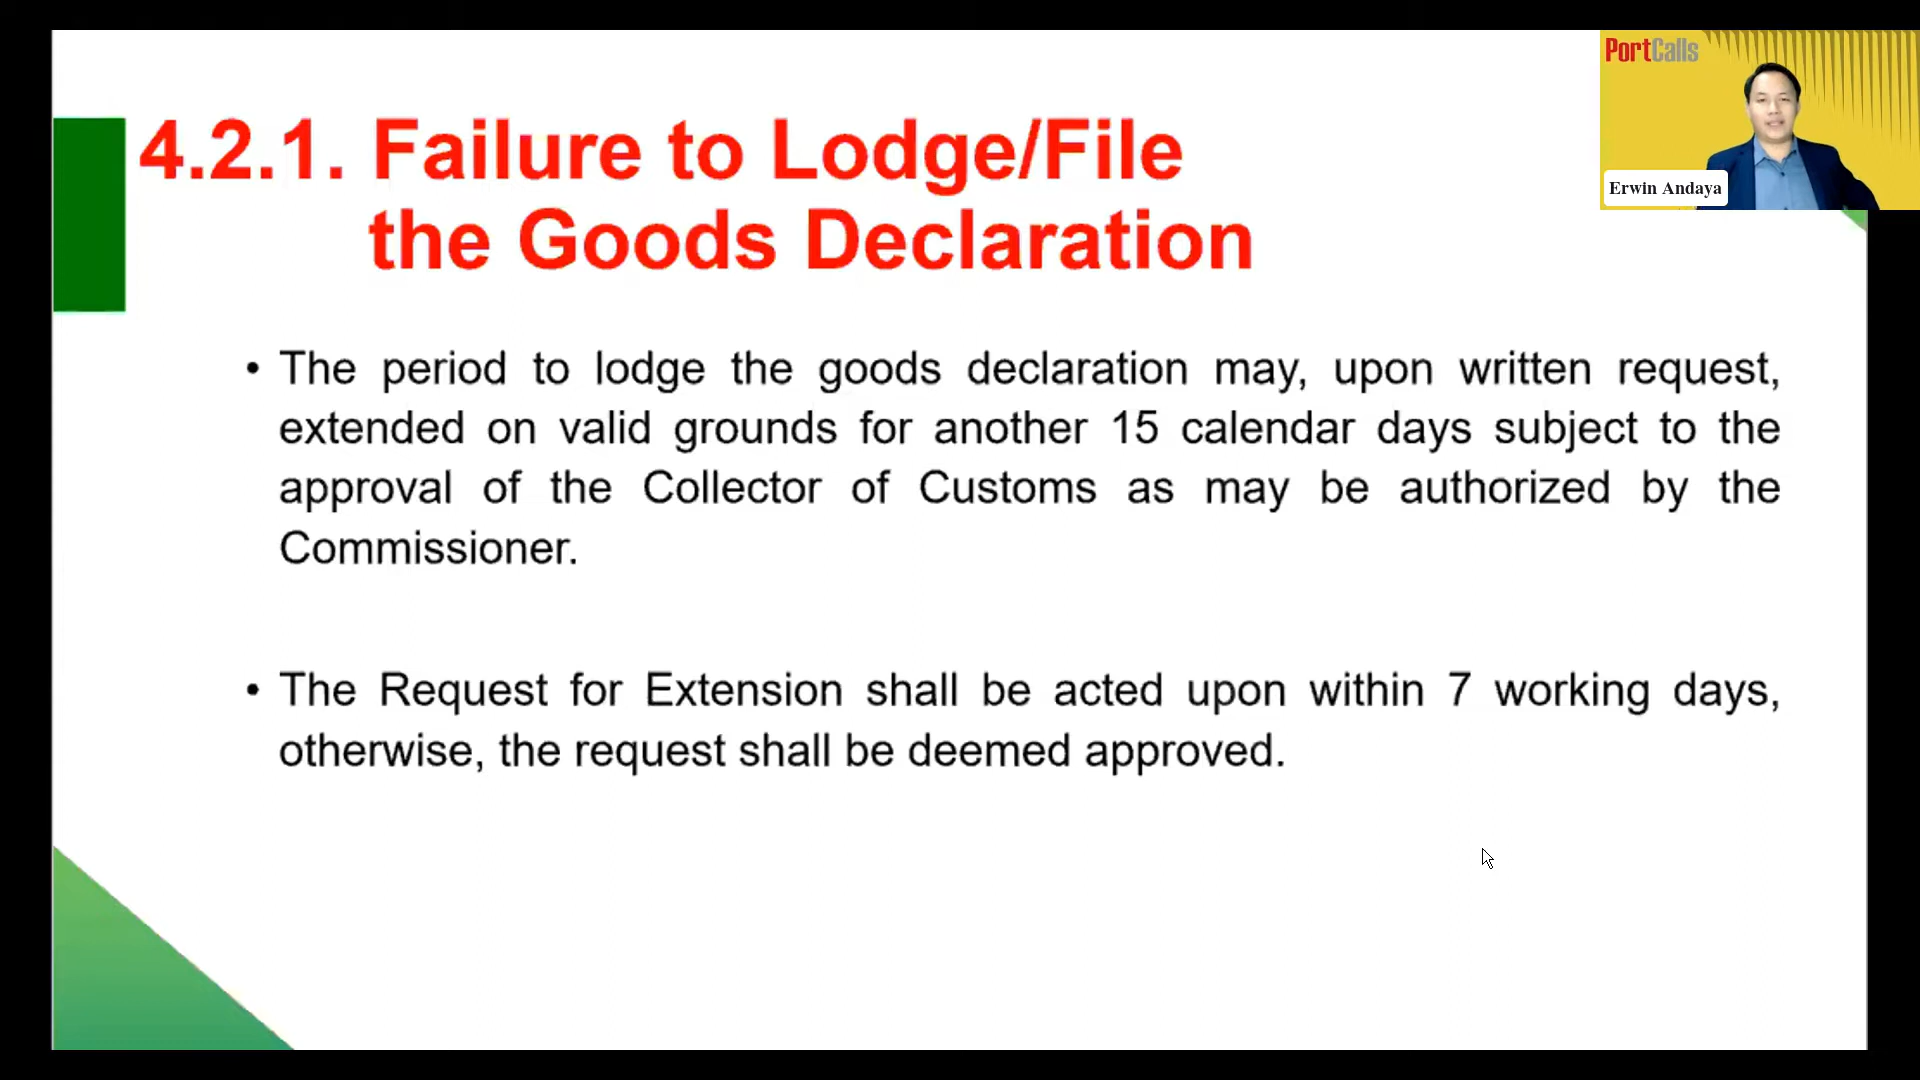 PortCalls
Erwin Andaya
4.2.1. Failure to Lodge/File
the Goods Declaration
• The period to lodge the goods declaration may, upon written request,
extended on valid grounds for another 15 calendar days subject to the
approval of the Collector of Customs as may be authorized by the
Commissioner.
• The Request for Extension shall be acted upon within 7 working days,
otherwise, the request shall be deemed approved.